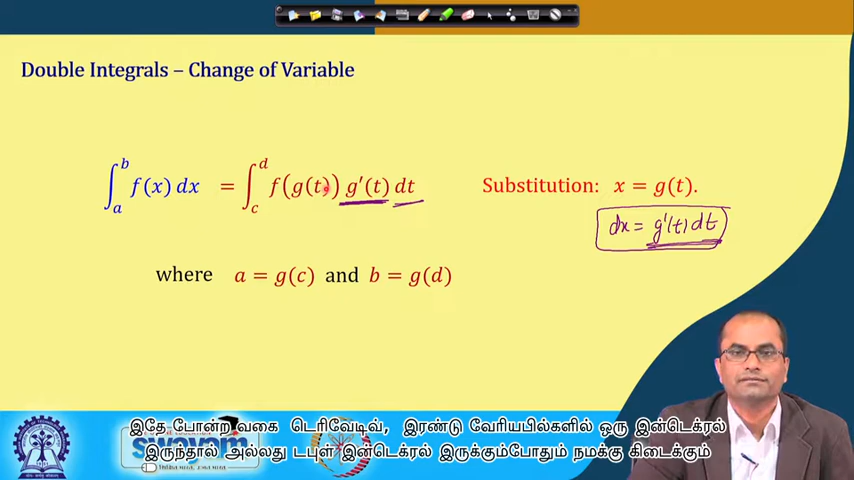 Double Integrals – Change of Variable
∫_a^b f(x) dx = ∫_c^d f(g(t)) g′(t) dt
Substitution: x = g(t).
dx = g'(t) dt
where a = g(c) and b = g(d)
swayam
இதே போன்ற வகை டெரிவேடிவ், இரண்டு வேரியபில்களில் ஒரு இன்டெக்ரல்
இருந்தால் அல்லது டபுள் இன்டெக்ரல் இருக்கும்போதும் நமக்கு கிடைக்கும்